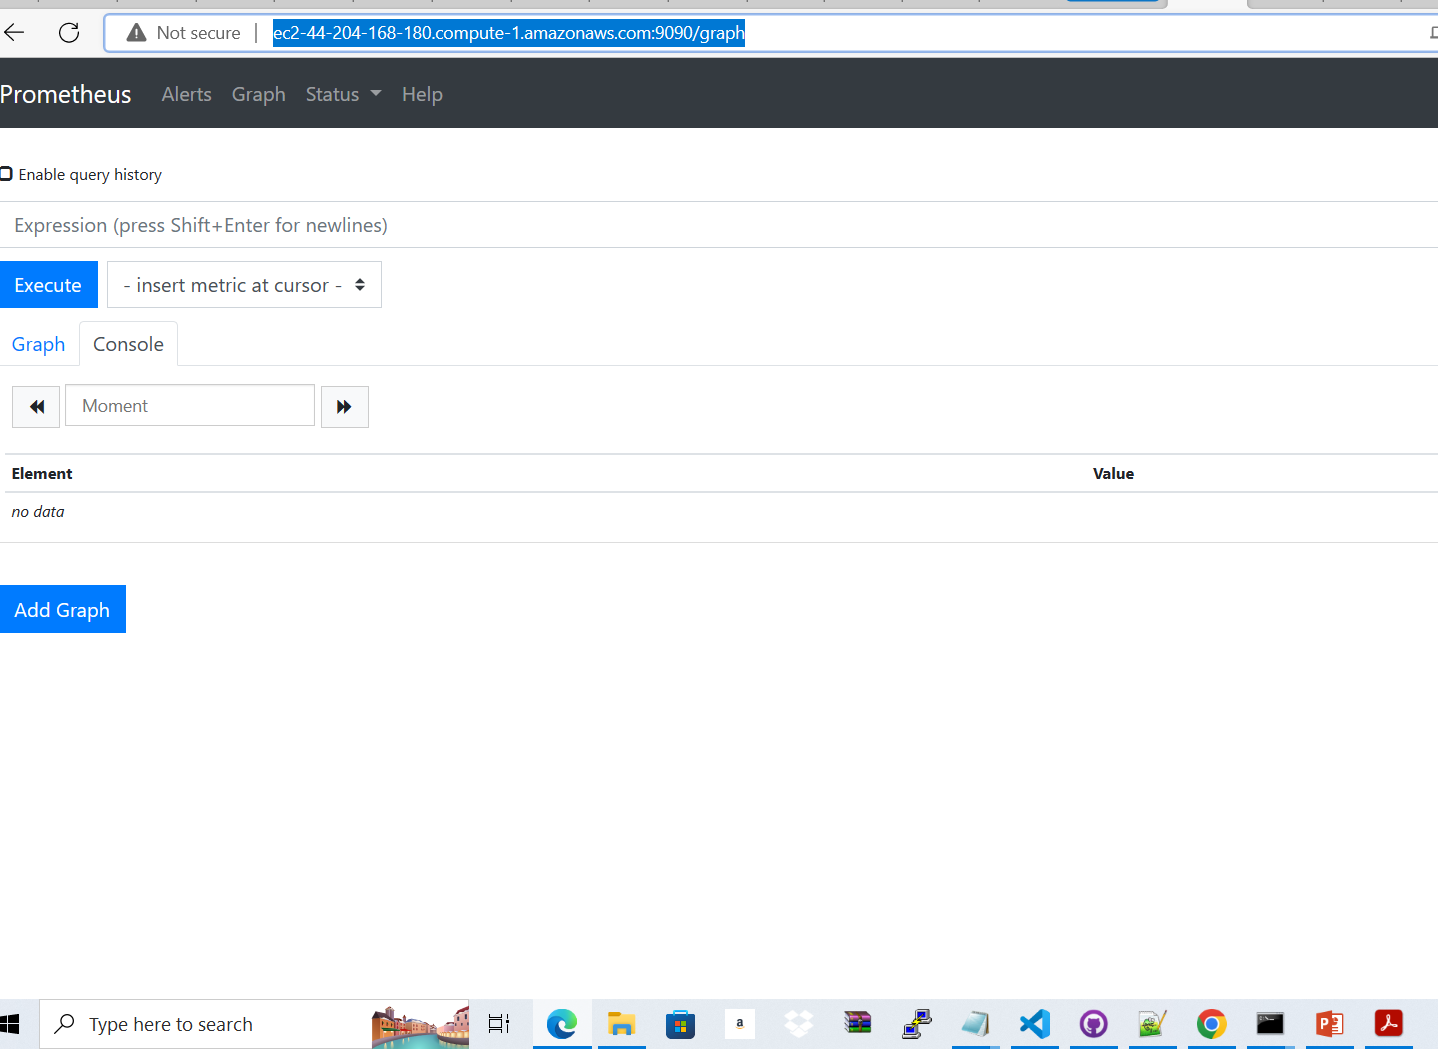 Not secure | ec2-44-204-168-180.compute-1.amazonaws.com:9090/graph
Prometheus Alerts Graph Status Help
Enable query history
Expression (press Shift+Enter for newlines)
Execute - insert metric at cursor -
Graph Console
Moment
Element Value
no data
Add Graph
Type here to search a